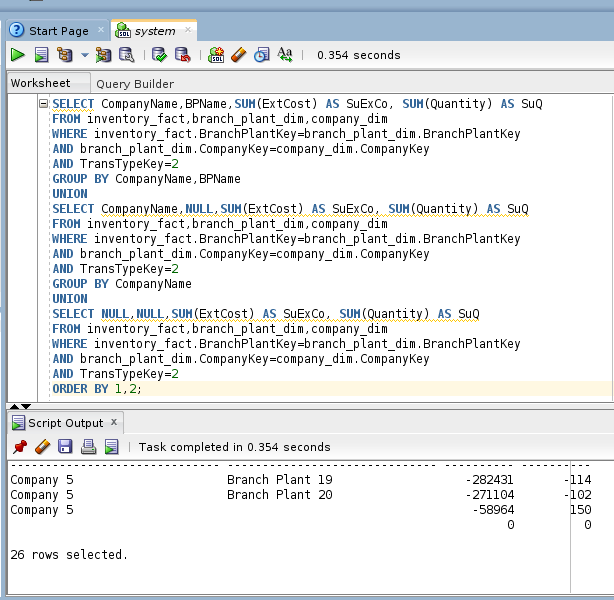 Start Page
system
0.354 seconds
Worksheet Query Builder
SELECT CompanyName,BPName,SUM(ExtCost) AS SuExCo, SUM(Quantity) AS SuQ
FROM inventory_fact,branch_plant_dim,company_dim
WHERE inventory_fact.BranchPlantKey=branch_plant_dim.BranchPlantKey
AND branch_plant_dim.CompanyKey=company_dim.CompanyKey
AND TransTypeKey=2
GROUP BY CompanyName,BPName
UNION
SELECT CompanyName,NULL,SUM(ExtCost) AS SuExCo, SUM(Quantity) AS SuQ
FROM inventory_fact,branch_plant_dim,company_dim
WHERE inventory_fact.BranchPlantKey=branch_plant_dim.BranchPlantKey
AND branch_plant_dim.CompanyKey=company_dim.CompanyKey
AND TransTypeKey=2
GROUP BY CompanyName
UNION
SELECT NULL,NULL,SUM(ExtCost) AS SuExCo, SUM(Quantity) AS SuQ
FROM inventory_fact,branch_plant_dim,company_dim
WHERE inventory_fact.BranchPlantKey=branch_plant_dim.BranchPlantKey
AND branch_plant_dim.CompanyKey=company_dim.CompanyKey
AND TransTypeKey=2
ORDER BY 1,2;
Script Output x
Task completed in 0.354 seconds
------------------------------ ------------------------------ ---------- ----------
Company 5 Branch Plant 19 -282431 -114
Company 5 Branch Plant 20 -271104 -102
Company 5 -58964 150
0 0
26 rows selected.